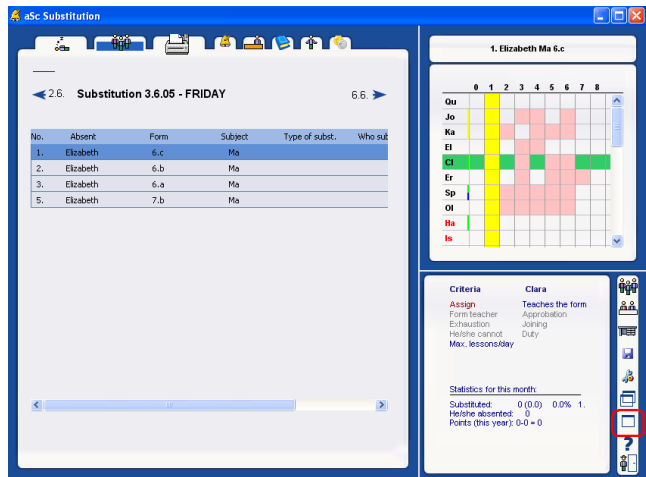 aSc Substitution
2.6. Substitution 3.6.05 - FRIDAY 6.6.
No. Absent Form Subject Type of subst. Who sub
1. Elizabeth 6.c Ma
2. Elizabeth 6.b Ma
3. Elizabeth 6.a Ma
5. Elizabeth 7.b Ma
1. Elizabeth Ma 6.c
0 1 2 3 4 5 6 7 8
Qu
Jo
Ka
El
Cl
Er
Sp
Ol
Ha
Is
Criteria Clara
Assign Teaches the form
Form teacher Approbation
Exhaustion Joining
He/she cannot Duty
Max. lessons/day
Statistics for this month:
Substituted: 0 (0.0) 0.0% 1.
He/she absented: 0
Points (this year): 0-0 = 0
?